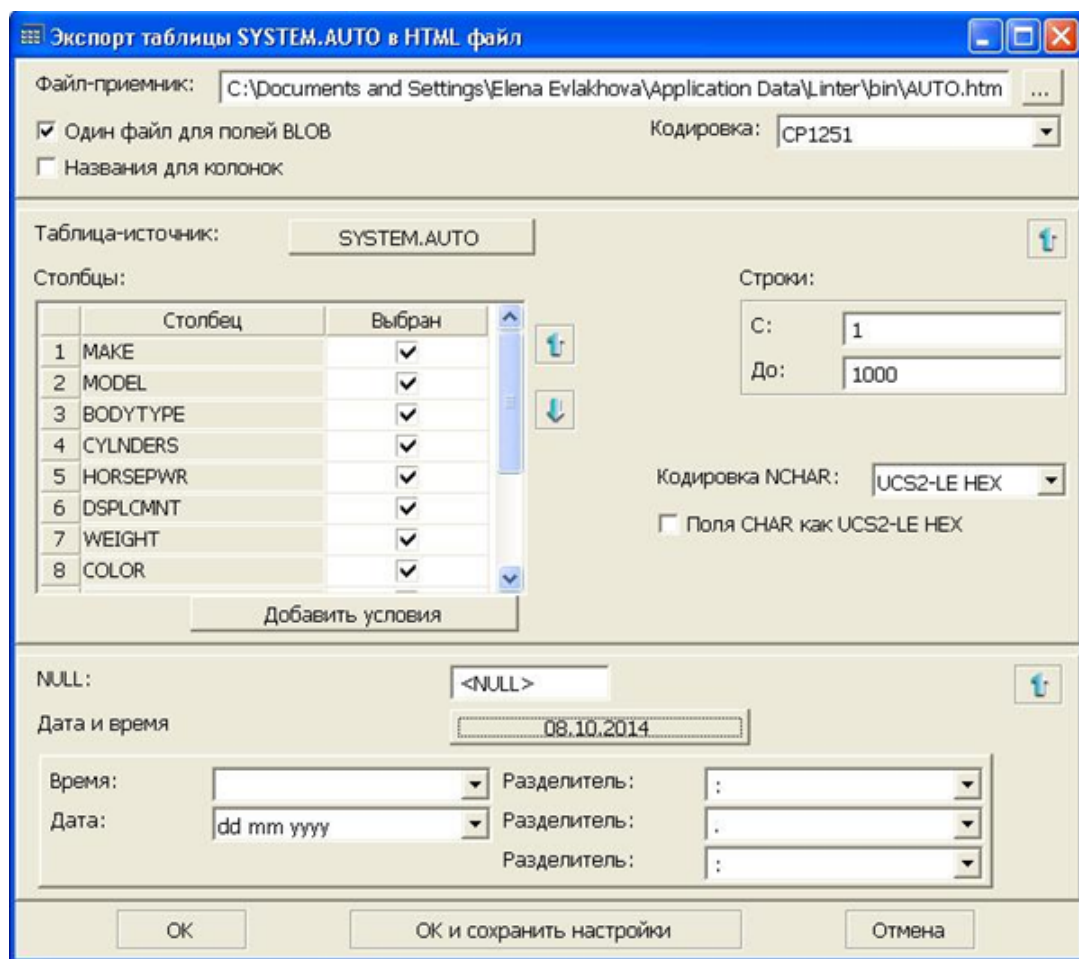 Экспорт таблицы SYSTEM.AUTO в HTML файл
Файл-приемник: C:\Documents and Settings\Elena Evlakhova\Application Data\Linter\bin\AUTO.htm ...
Один файл для полей BLOB Кодировка: CP1251
Названия для колонок
Таблица-источник: SYSTEM.AUTO
Столбцы: Строки:
Столбец Выбран
С: 1
1 MAKE
До: 1000
2 MODEL
3 BODYTYPE
4 CYLNDERS
5 HORSEPWR
Кодировка NCHAR: UCS2-LE HEX
6 DSPLCMNT
Поля CHAR как UCS2-LE HEX
7 WEIGHT
8 COLOR
Добавить условия
NULL: <NULL>
Дата и время 08.10.2014
Время: Разделитель: :
Дата: dd mm yyyy Разделитель: .
Разделитель: :
OK OK и сохранить настройки Отмена